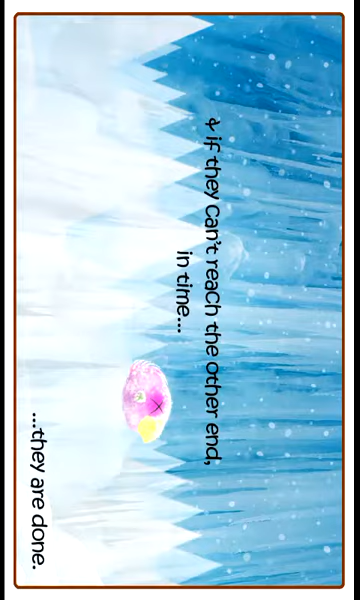 & if they can't reach the other end,
in time...
...they are done.